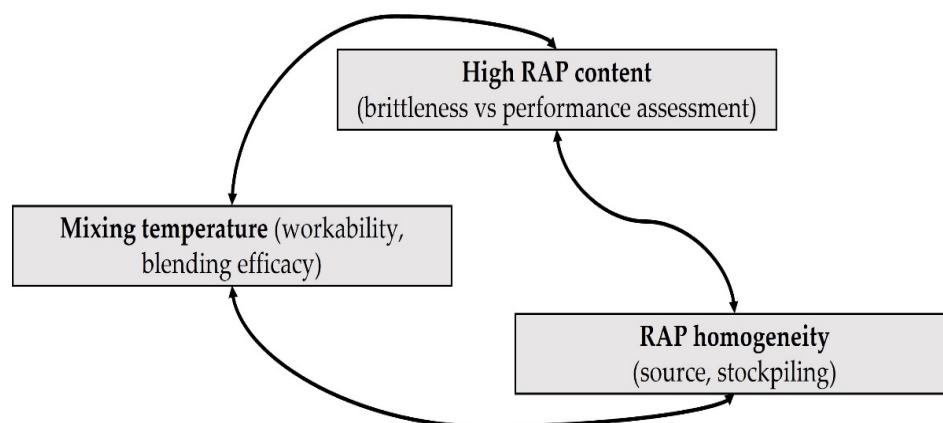 High RAP content
(brittleness vs performance assessment)
Mixing temperature (workability,
blending efficacy)
RAP homogeneity
(source, stockpiling)